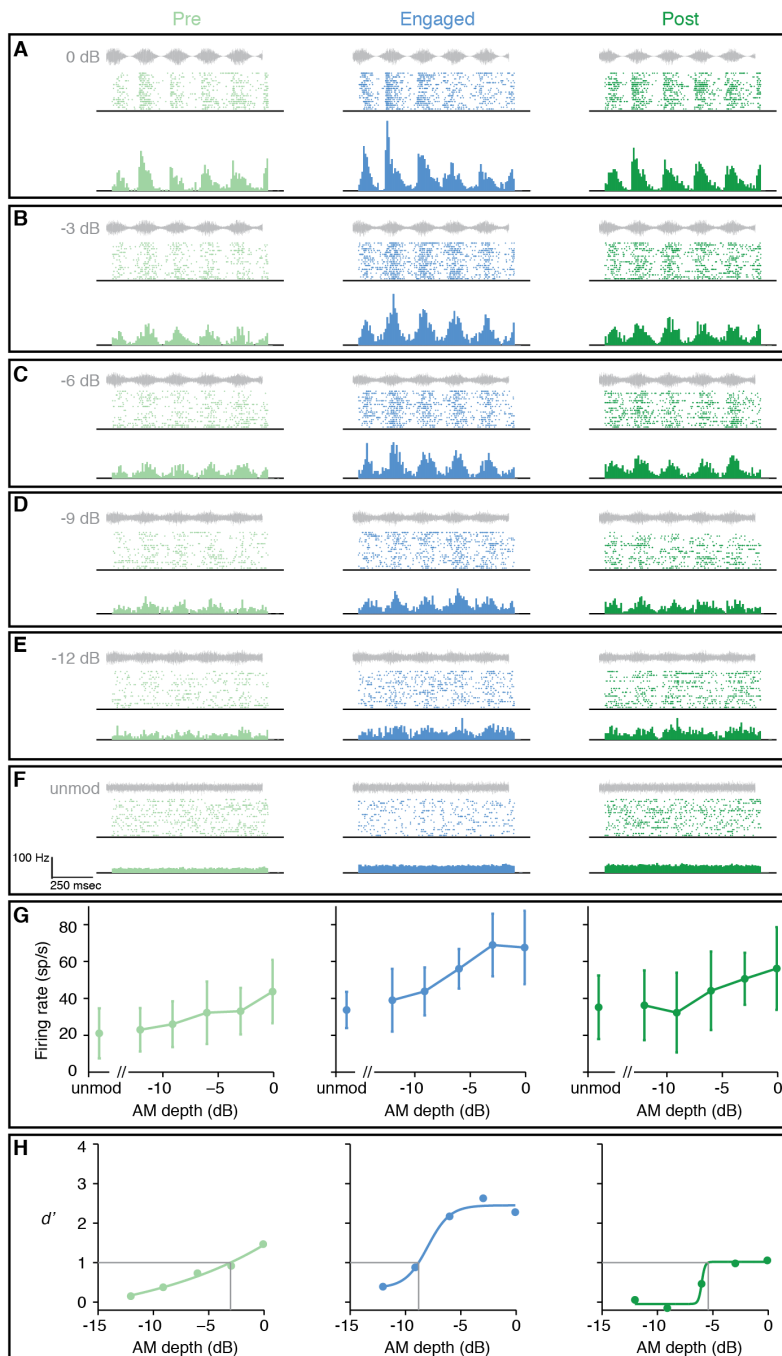 Pre Engaged Post
A
0 dB
B
-3 dB
C
-6 dB
D
-9 dB
E
-12 dB
F
unmod
100 Hz
250 msec
G
Firing rate (sp/s)
80
60
40
20
0
unmod // -10 −5 0
AM depth (dB)
unmod // -10 -5 0
AM depth (dB)
unmod // -10 -5 0
AM depth (dB)
H
d'
4
3
2
1
0
-15 -10 −5 0
AM depth (dB)
-15 -10 -5 0
AM depth (dB)
-15 -10 -5 0
AM depth (dB)